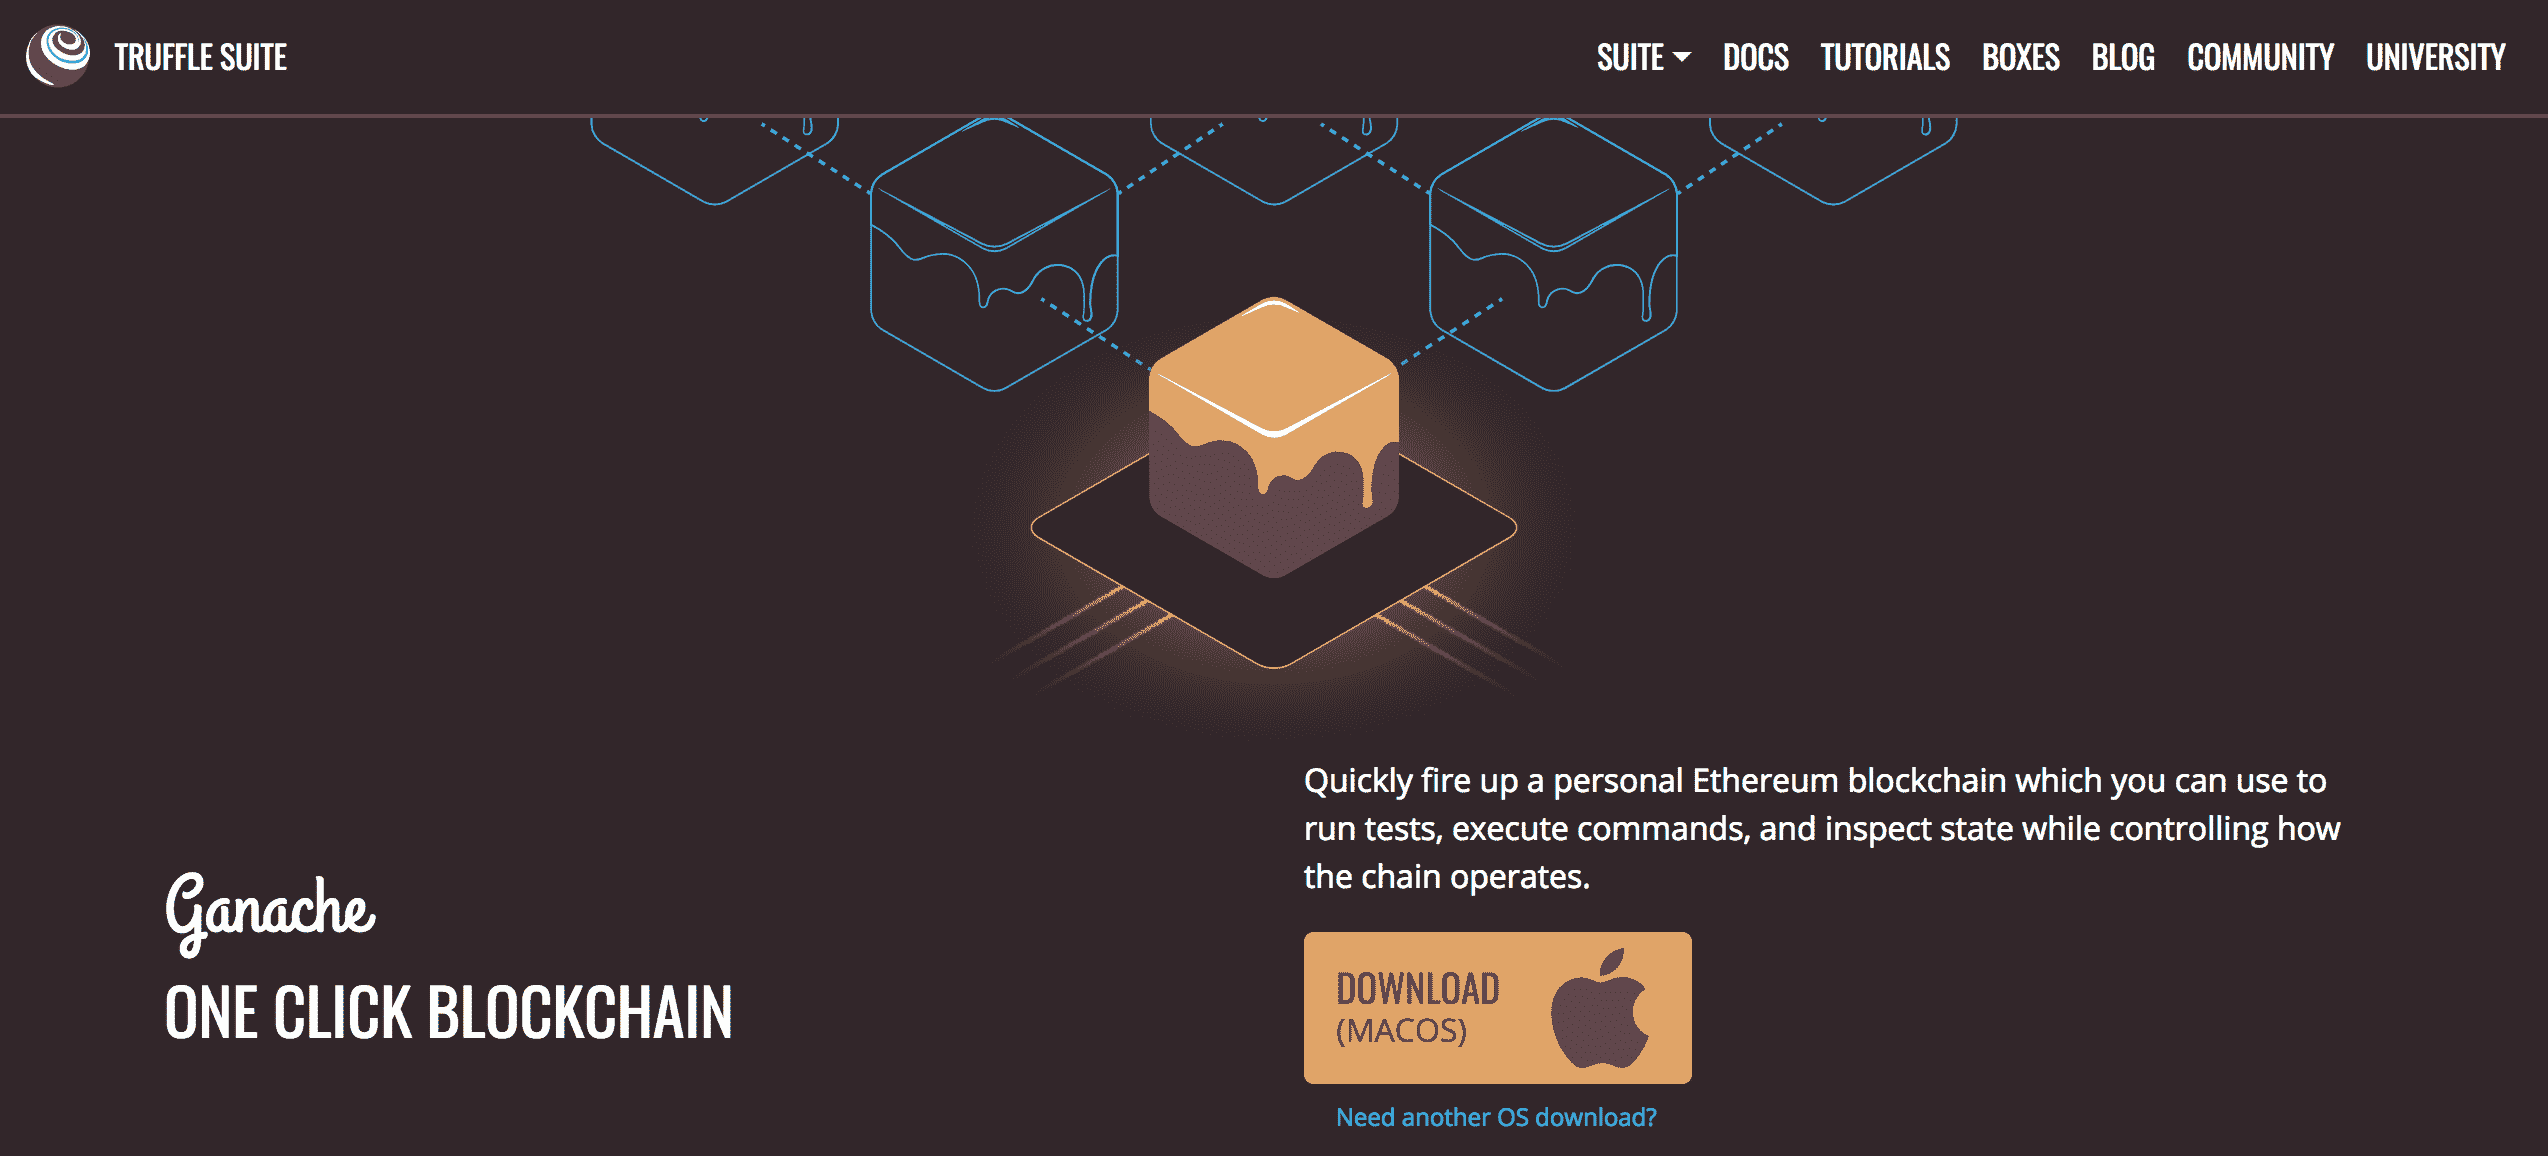 TRUFFLE SUITE
SUITE DOCS TUTORIALS BOXES BLOG COMMUNITY UNIVERSITY
Quickly fire up a personal Ethereum blockchain which you can use to
run tests, execute commands, and inspect state while controlling how
the chain operates.
Ganache
ONE CLICK BLOCKCHAIN
DOWNLOAD
(MACOS)
Need another OS download?